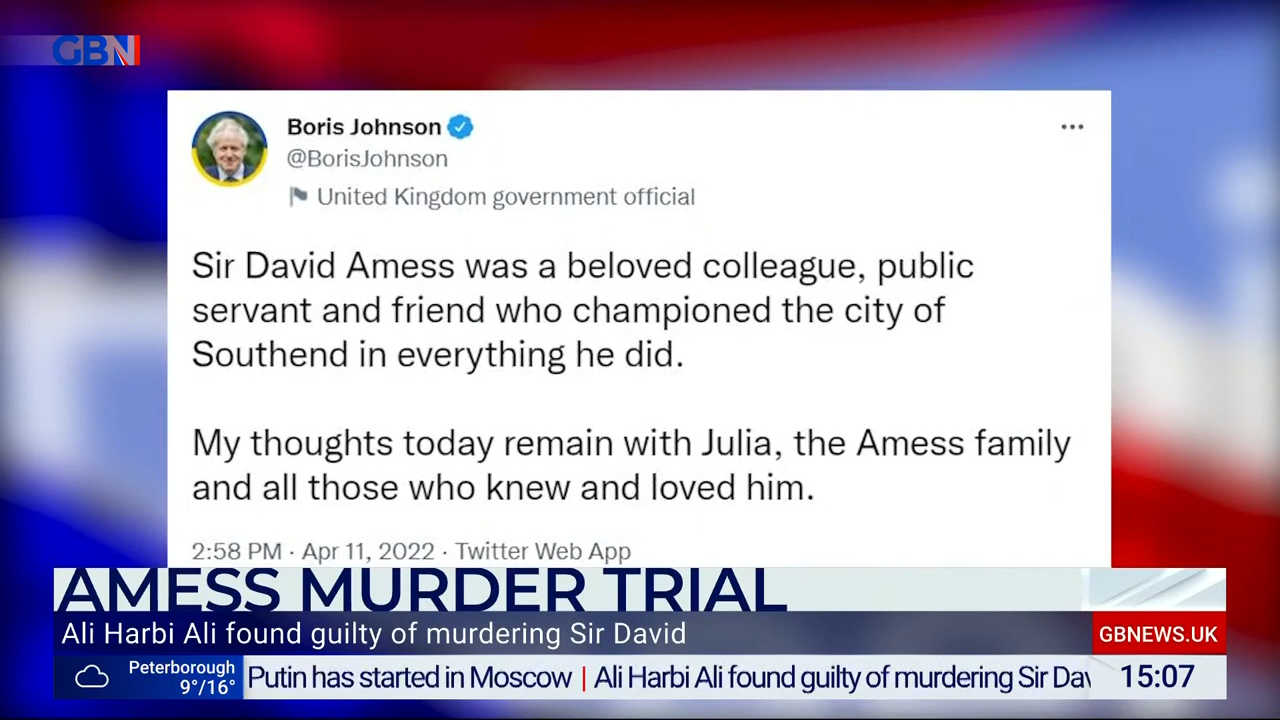 GBN
Boris Johnson
@BorisJohnson
United Kingdom government official
Sir David Amess was a beloved colleague, public
servant and friend who championed the city of
Southend in everything he did.
My thoughts today remain with Julia, the Amess family
and all those who knew and loved him.
2:58 PM · Apr 11, 2022 · Twitter Web App
AMESS MURDER TRIAL
Ali Harbi Ali found guilty of murdering Sir David
GBNEWS.UK
Peterborough
9°/16°
Putin has started in Moscow | Ali Harbi Ali found guilty of murdering Sir Dav
15:07